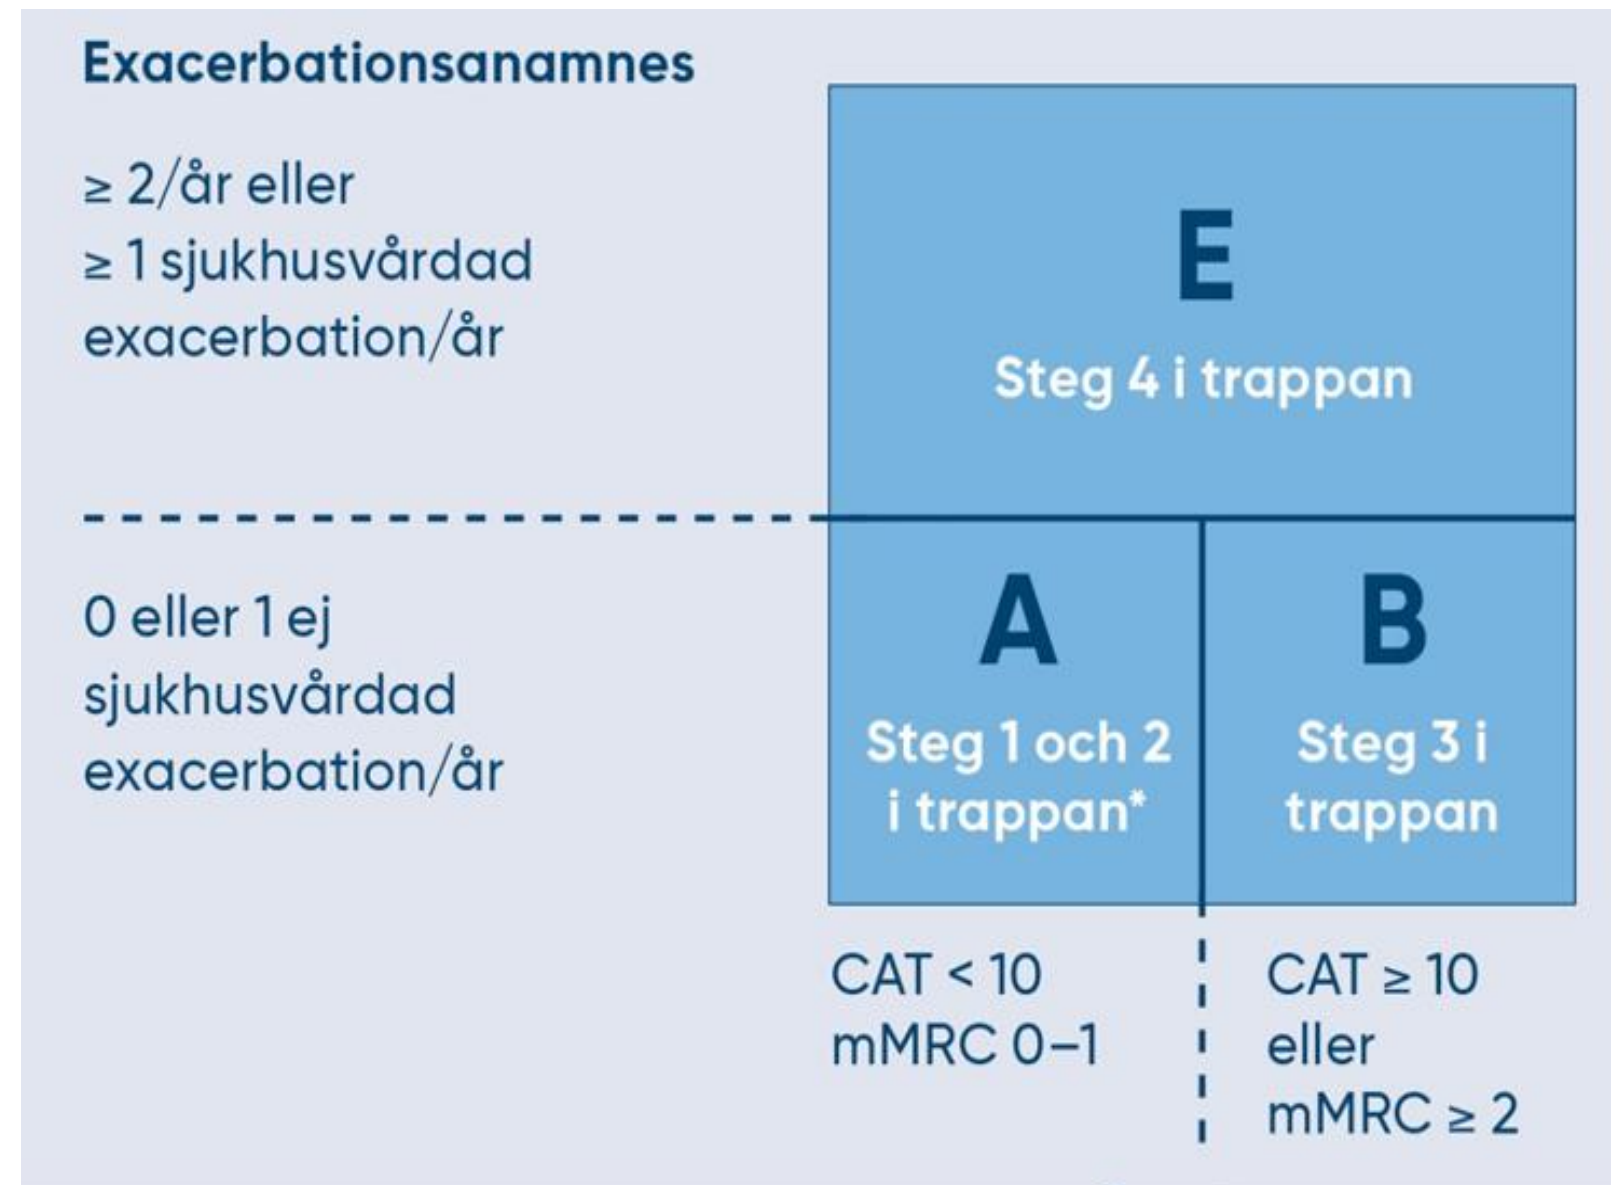 Exacerbationsanamnes
≥ 2/år eller
≥ 1 sjukhusvårdad
exacerbation/år
E
Steg 4 i trappan
0 eller 1 ej
sjukhusvårdad
exacerbation/år
A
Steg 1 och 2
i trappan*
B
Steg 3 i
trappan
CAT < 10
mMRC 0–1
CAT ≥ 10
eller
mMRC ≥ 2